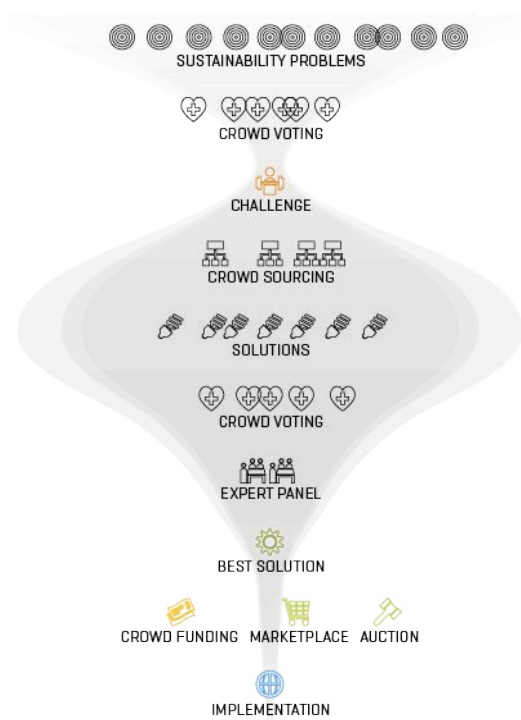 SUSTAINABILITY PROBLEMS
CROWD VOTING
CHALLENGE
CROWD SOURCING
SOLUTIONS
CROWD VOTING
EXPERT PANEL
BEST SOLUTION
CROWD FUNDING MARKETPLACE AUCTION
IMPLEMENTATION